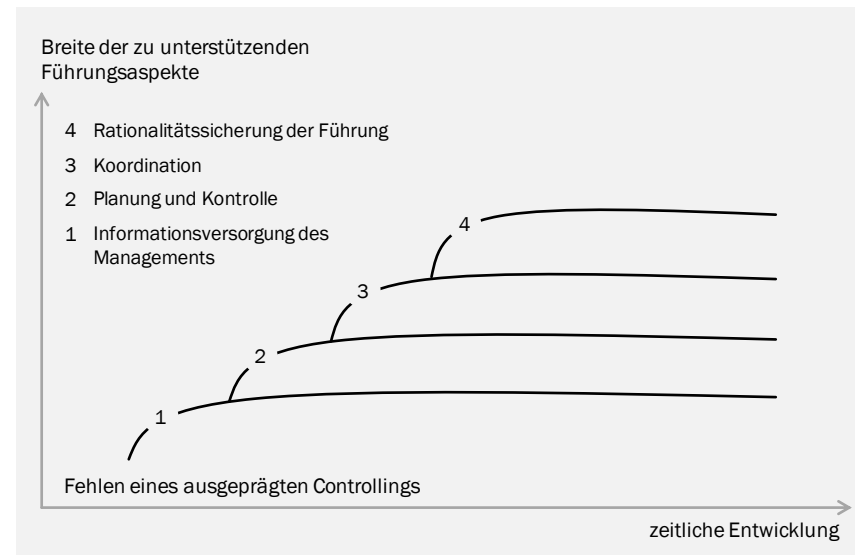 Breite der zu unterstützenden
Führungsaspekte
4 Rationalitätssicherung der Führung
3 Koordination
2 Planung und Kontrolle
1 Informationsversorgung des
Managements
4
3
2
1
Fehlen eines ausgeprägten Controllings
zeitliche Entwicklung